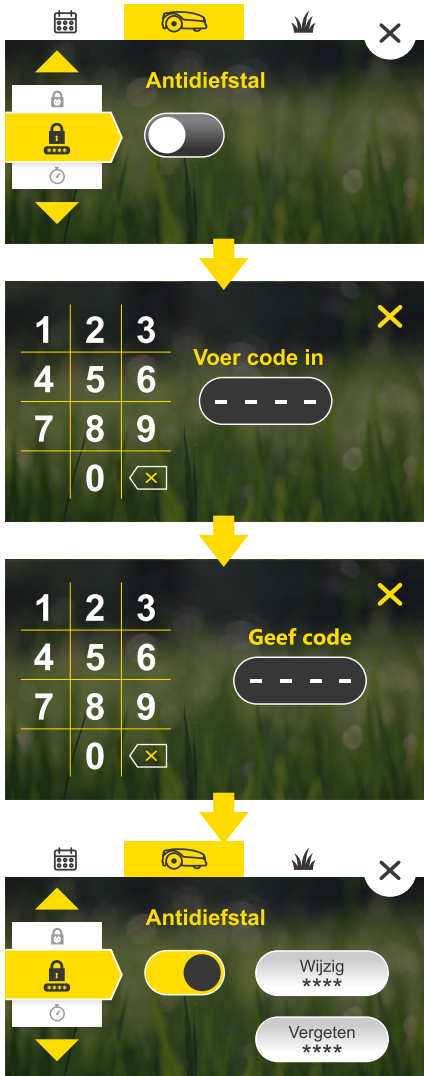 Antidiefstal
****
1 2 3
4 5 6
7 8 9
0
Voer code in
- - - -
1 2 3
4 5 6
7 8 9
0
Geef code
- - - -
Antidiefstal
****
Wijzig
****
Vergeten
****